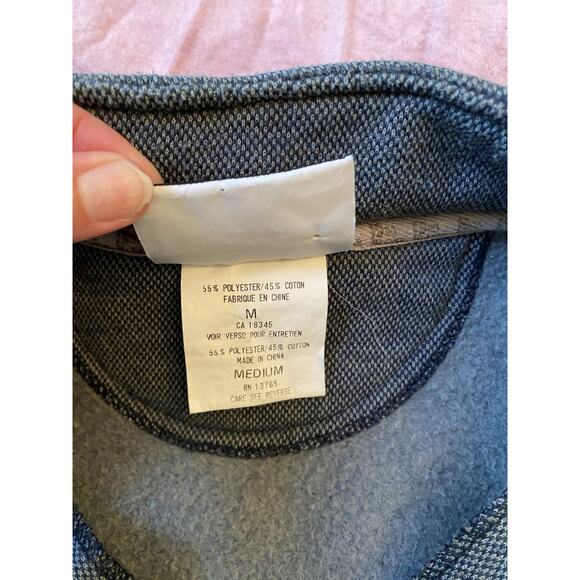 55% POLYESTER/45% COTON
FABRIQUE EN CHINE
M
CA 18345
VOIR VERSO POUR ENTRETIEN
55% POLYESTER/45% COTTON
MADE IN CHINA
MEDIUM
RN 13765
CARE SEE REVERSE